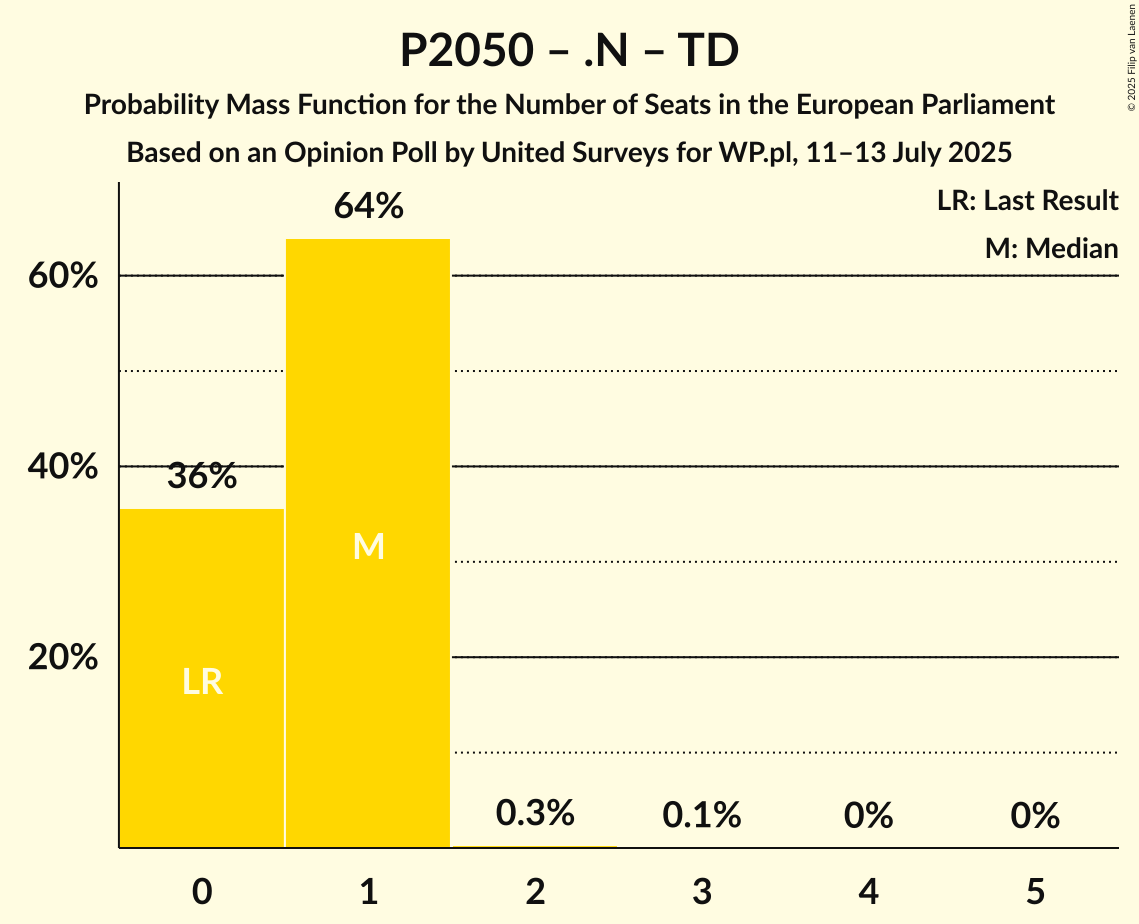 P2050 – .N – TD
Probability Mass Function for the Number of Seats in the European Parliament
Based on an Opinion Poll by United Surveys for WP.pl, 11–13 July 2025
© 2025 Filip van Laenen
LR: Last Result
M: Median
64%
60%
40%
36%
M
20%
LR
0.3%
0.1%
0%
0%
0
1
2
3
4
5